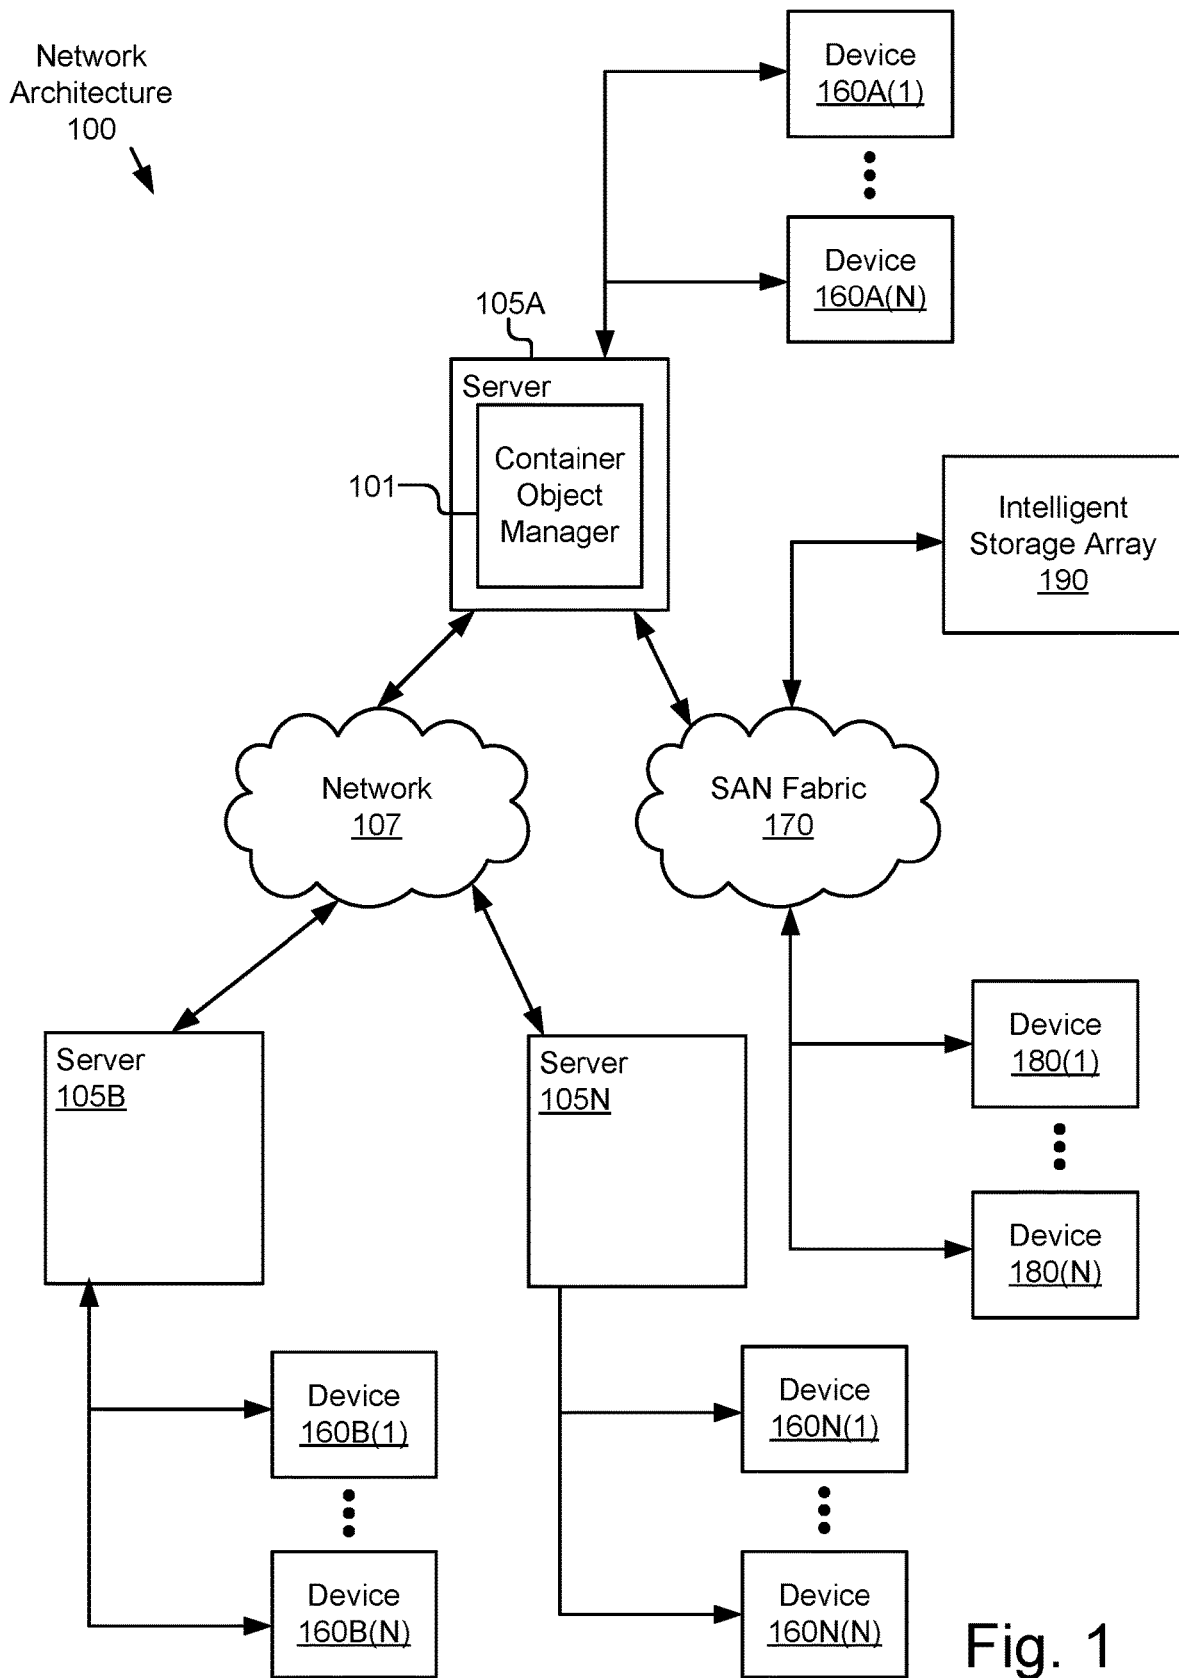 Network
Architecture
100
Device
160A(1)
Device
160A(N)
105A
Server
Container
Object
Manager
101
Intelligent
Storage Array
190
Network
107
SAN Fabric
170
Server
105B
Server
105N
Device
180(1)
Device
180(N)
Device
160B(1)
Device
160B(N)
Device
160N(1)
Device
160N(N)
Fig. 1